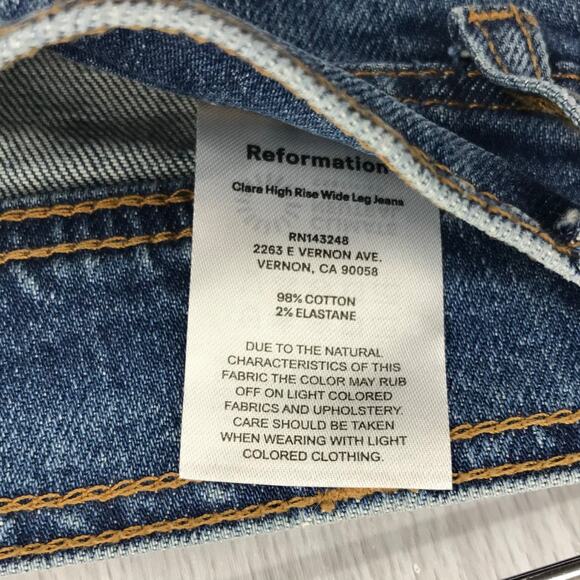 Reformation
Clara High Rise Wide Leg Jeans
RN143248
2263 E VERNON AVE.
VERNON, CA 90058
98% COTTON
2% ELASTANE
DUE TO THE NATURAL
CHARACTERISTICS OF THIS
FABRIC THE COLOR MAY RUB
OFF ON LIGHT COLORED
FABRICS AND UPHOLSTERY.
CARE SHOULD BE TAKEN
WHEN WEARING WITH LIGHT
COLORED CLOTHING.